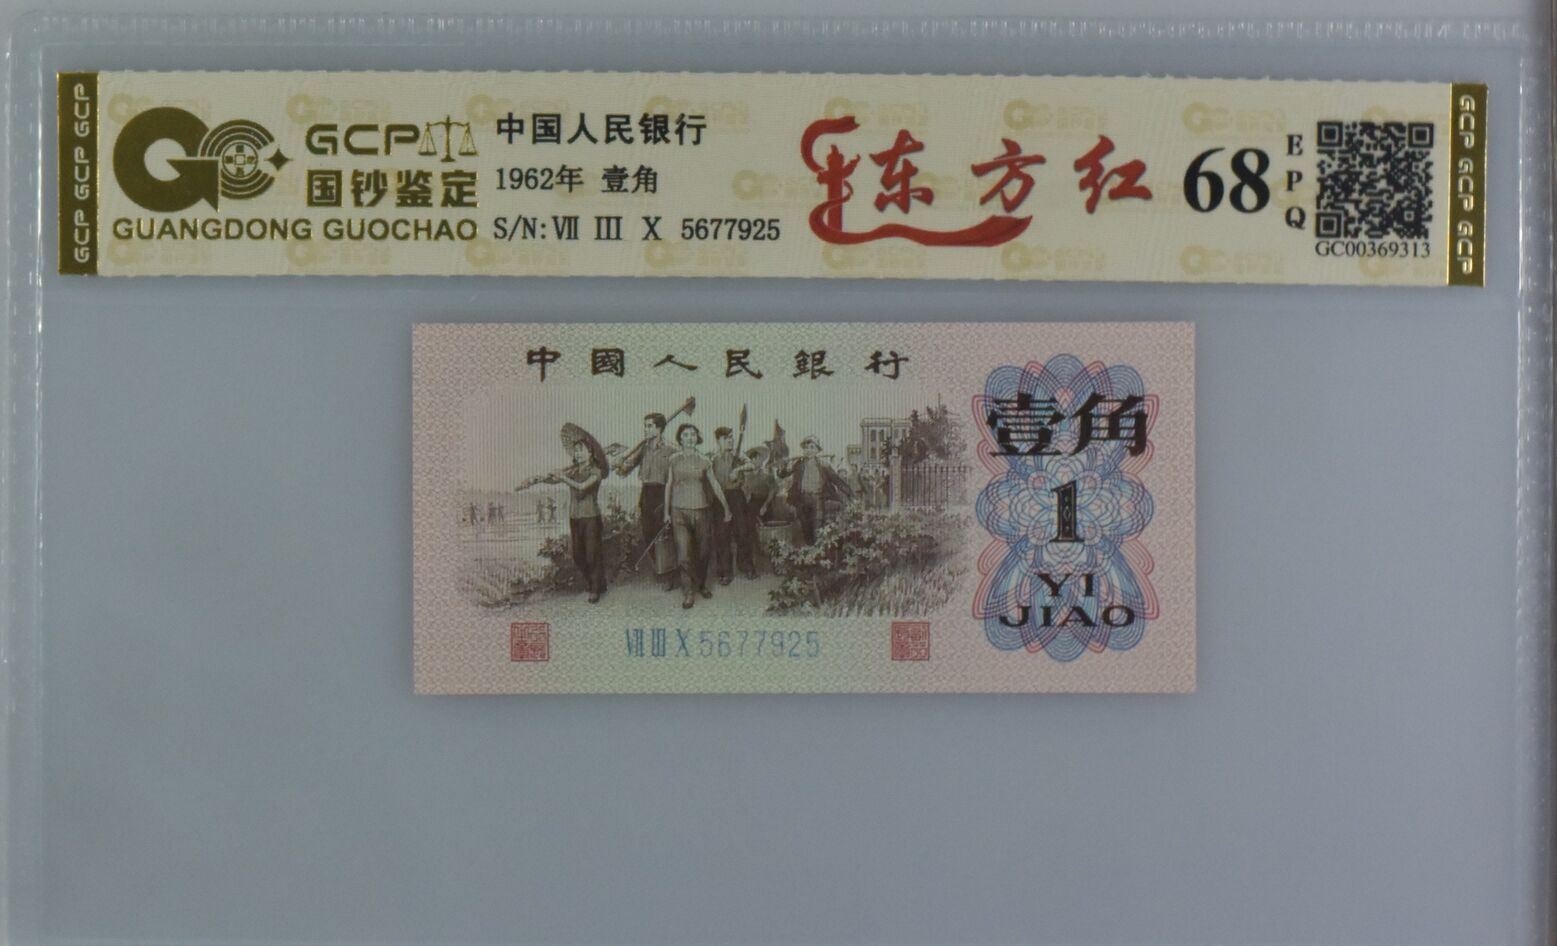 GCP GCP GCP
GCP
国钞鉴定
GUANGDONG GUOCHAO
中国人民银行
1962年 壹角
S/N: Ⅶ Ⅲ Ⅹ 5677925
东方红
68
EPQ
GC00369313
GCP GCP GCP
中國人民銀行
壹角
1
YI
JIAO
Ⅶ Ⅲ Ⅹ 5677925